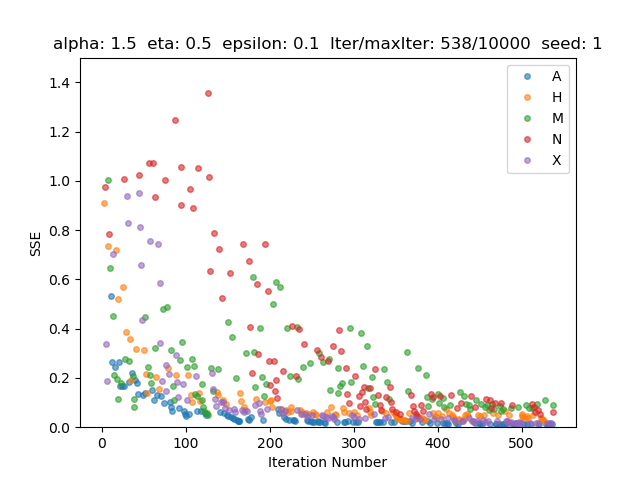 alpha: 1.5 eta: 0.5 epsilon: 0.1 Iter/maxIter: 538/10000 seed: 1
A
H
M
N
X
SSE
1.4
1.2
1.0
0.8
0.6
0.4
0.2
0.0
0 100 200 300 400 500
Iteration Number